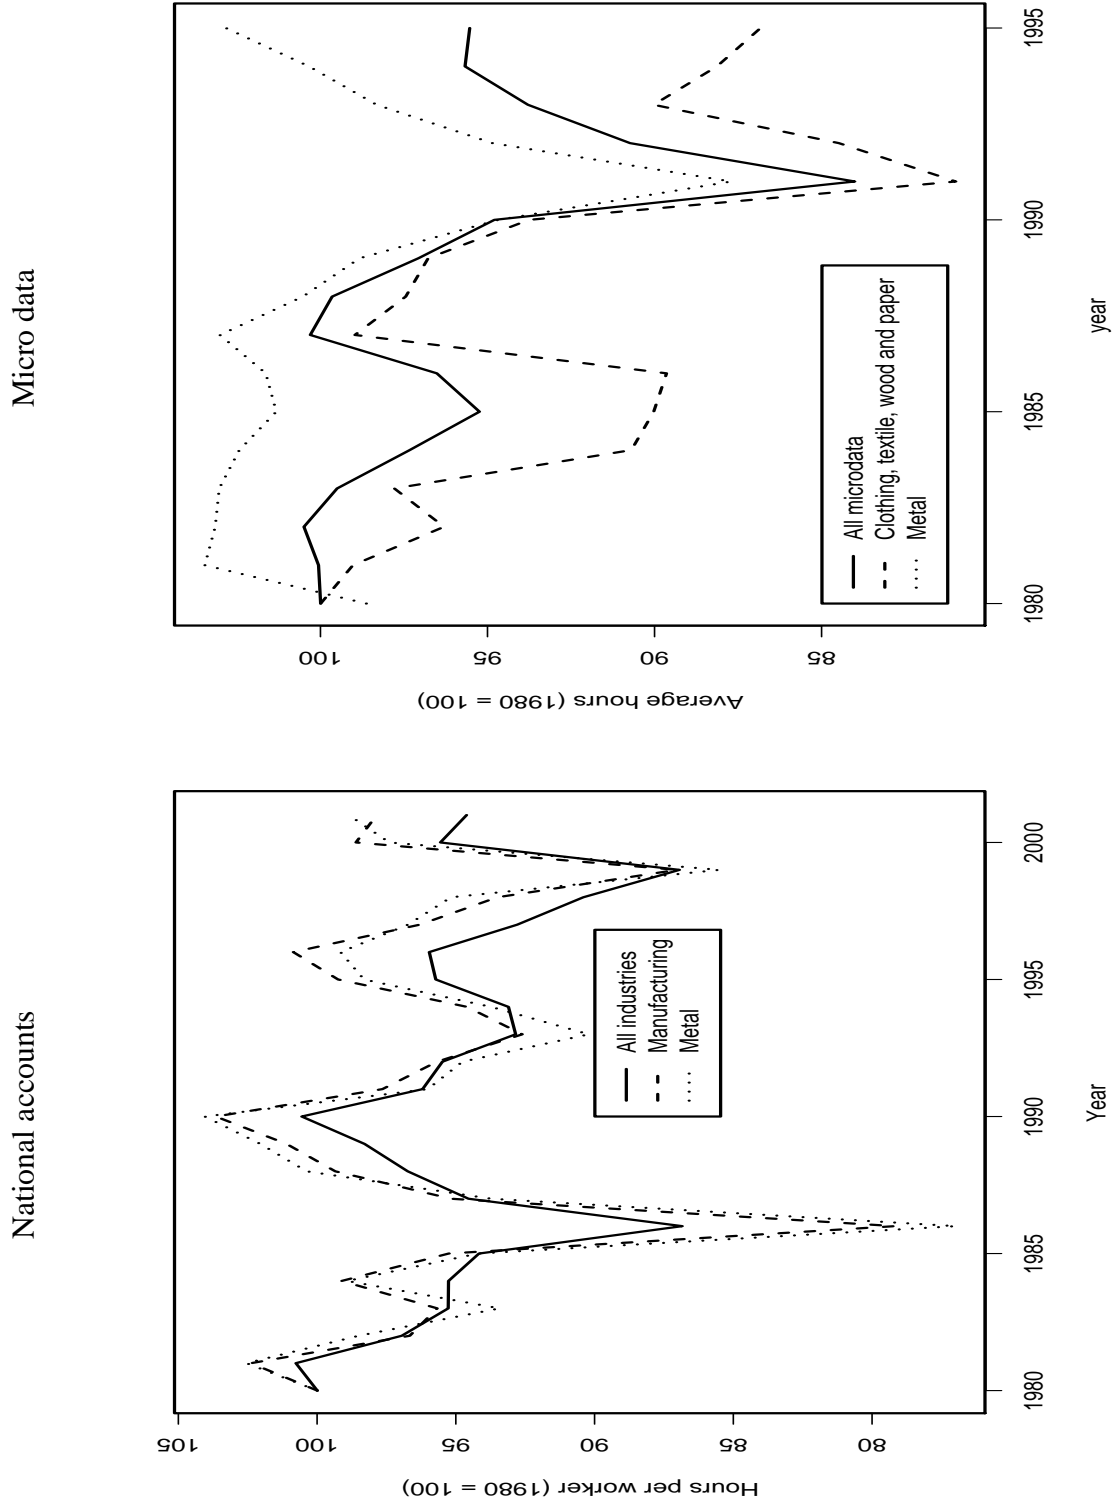 National accounts
Hours per worker (1980 = 100)
105
100
95
90
85
80
1980
1985
1990
1995
2000
Year
All industries
Manufacturing
Metal
Micro data
Average hours (1980 = 100)
100
95
90
85
1980
1985
1990
1995
year
All microdata
Clothing, textile, wood and paper
Metal